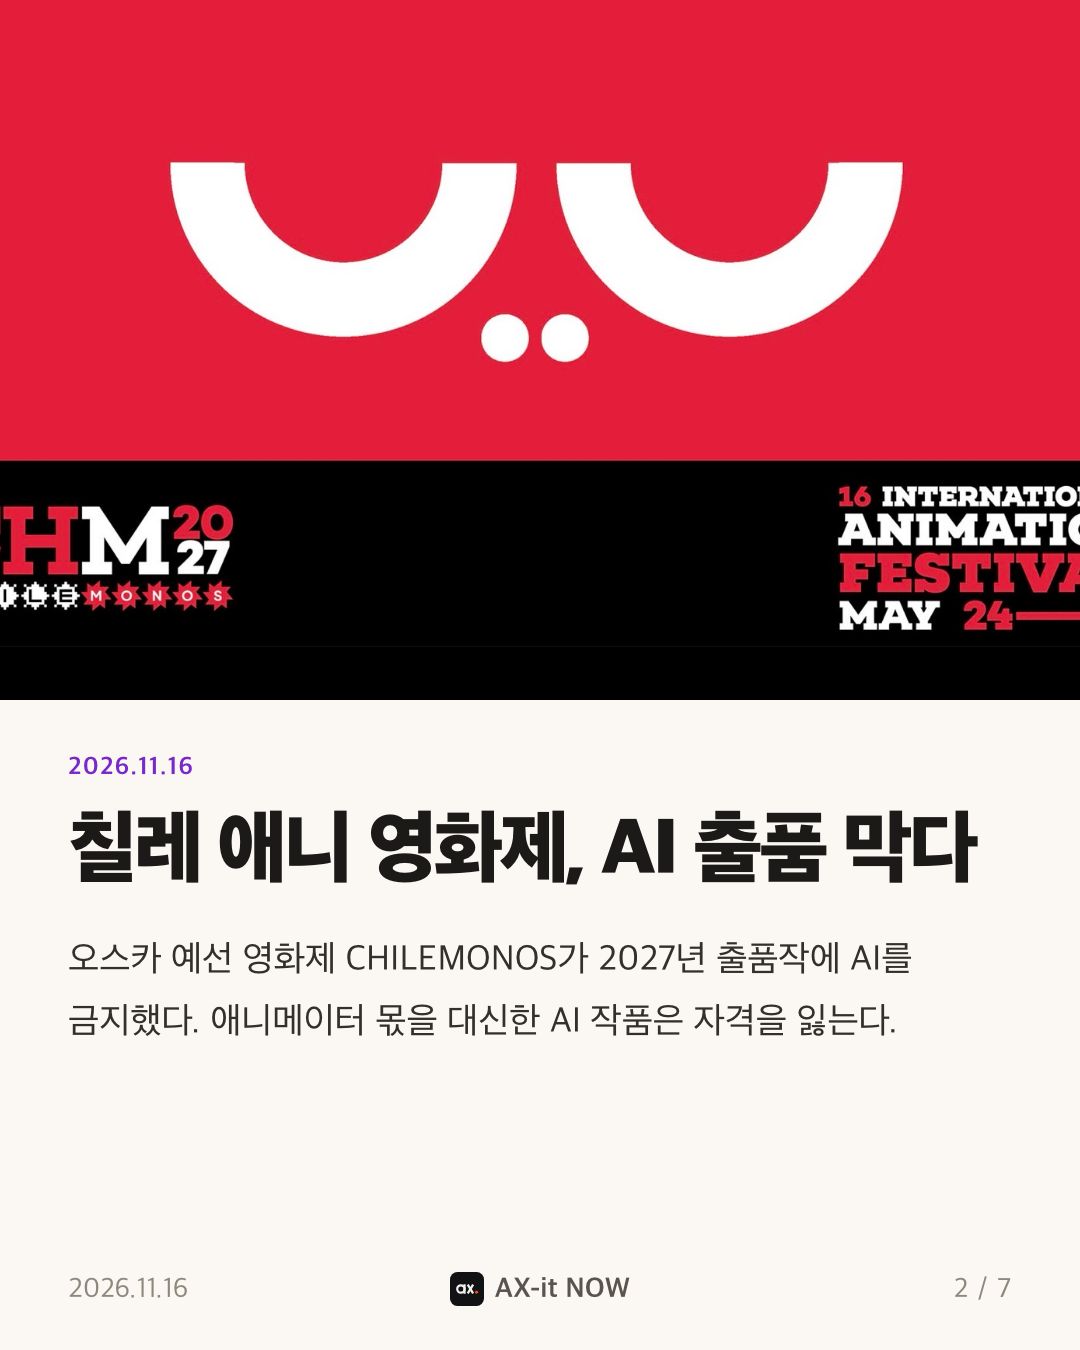 HM 20
27
ILEMONOS
16 INTERNATIO
ANIMATIO
FESTIVA
MAY 24
2026.11.16
칠레 애니 영화제, AI 출품 막다
오스카 예선 영화제 CHILEMONOS가 2027년 출품작에 AI를
금지했다. 애니메이터 몫을 대신한 AI 작품은 자격을 잃는다.
2026.11.16
ax. AX-it NOW
2 / 7